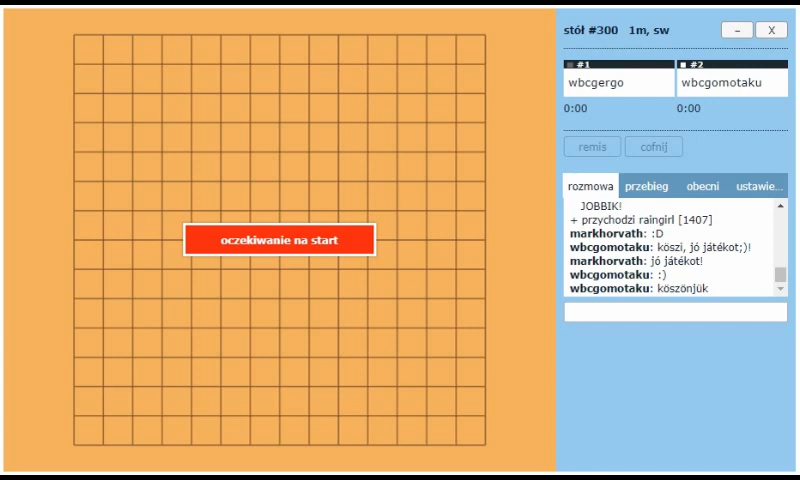 stół #300 1m, sw
– X
#1 #2
wbcgergo wbcgomotaku
0:00 0:00
remis cofnij
rozmowa przebieg obecni ustawie...
JOBBIK!
+ przychodzi raingirl [1407]
markhorvath: :D
wbcgomotaku: köszi, jó játékot;)!
markhorvath: jó játékot!
wbcgomotaku: :)
wbcgomotaku: köszönjük
oczekiwanie na start